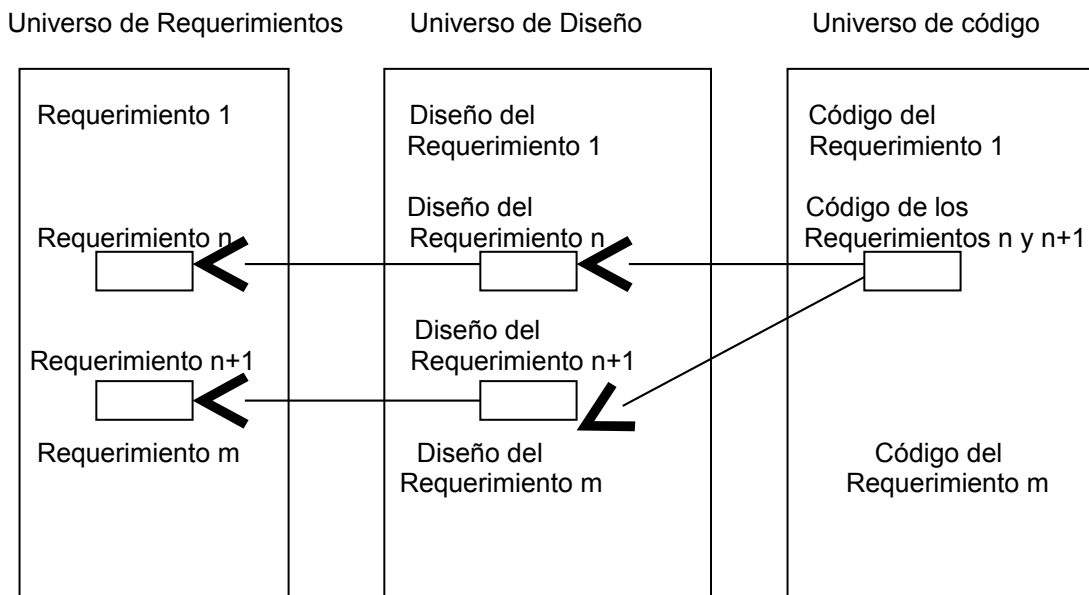 Universo de Requerimientos
Universo de Diseño
Universo de código
Requerimiento 1
Requerimiento n
Requerimiento n+1
Requerimiento m
Diseño del
Requerimiento 1
Diseño del
Requerimiento n
Diseño del
Requerimiento n+1
Diseño del
Requerimiento m
Código del
Requerimiento 1
Código de los
Requerimientos n y n+1
Código del
Requerimiento m